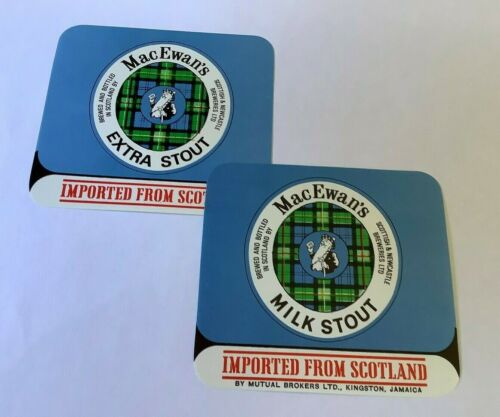 MacEwan's
BREWED AND BOTTLED
IN SCOTLAND BY
SCOTTISH & NEWCASTLE
BREWERIES LTD
EXTRA STOUT
IMPORTED FROM SCOT
MacEwan's
BREWED AND BOTTLED
IN SCOTLAND BY
SCOTTISH & NEWCASTLE
BREWERIES LTD
MILK STOUT
IMPORTED FROM SCOTLAND
BY MUTUAL BROKERS LTD., KINGSTON, JAMAICA